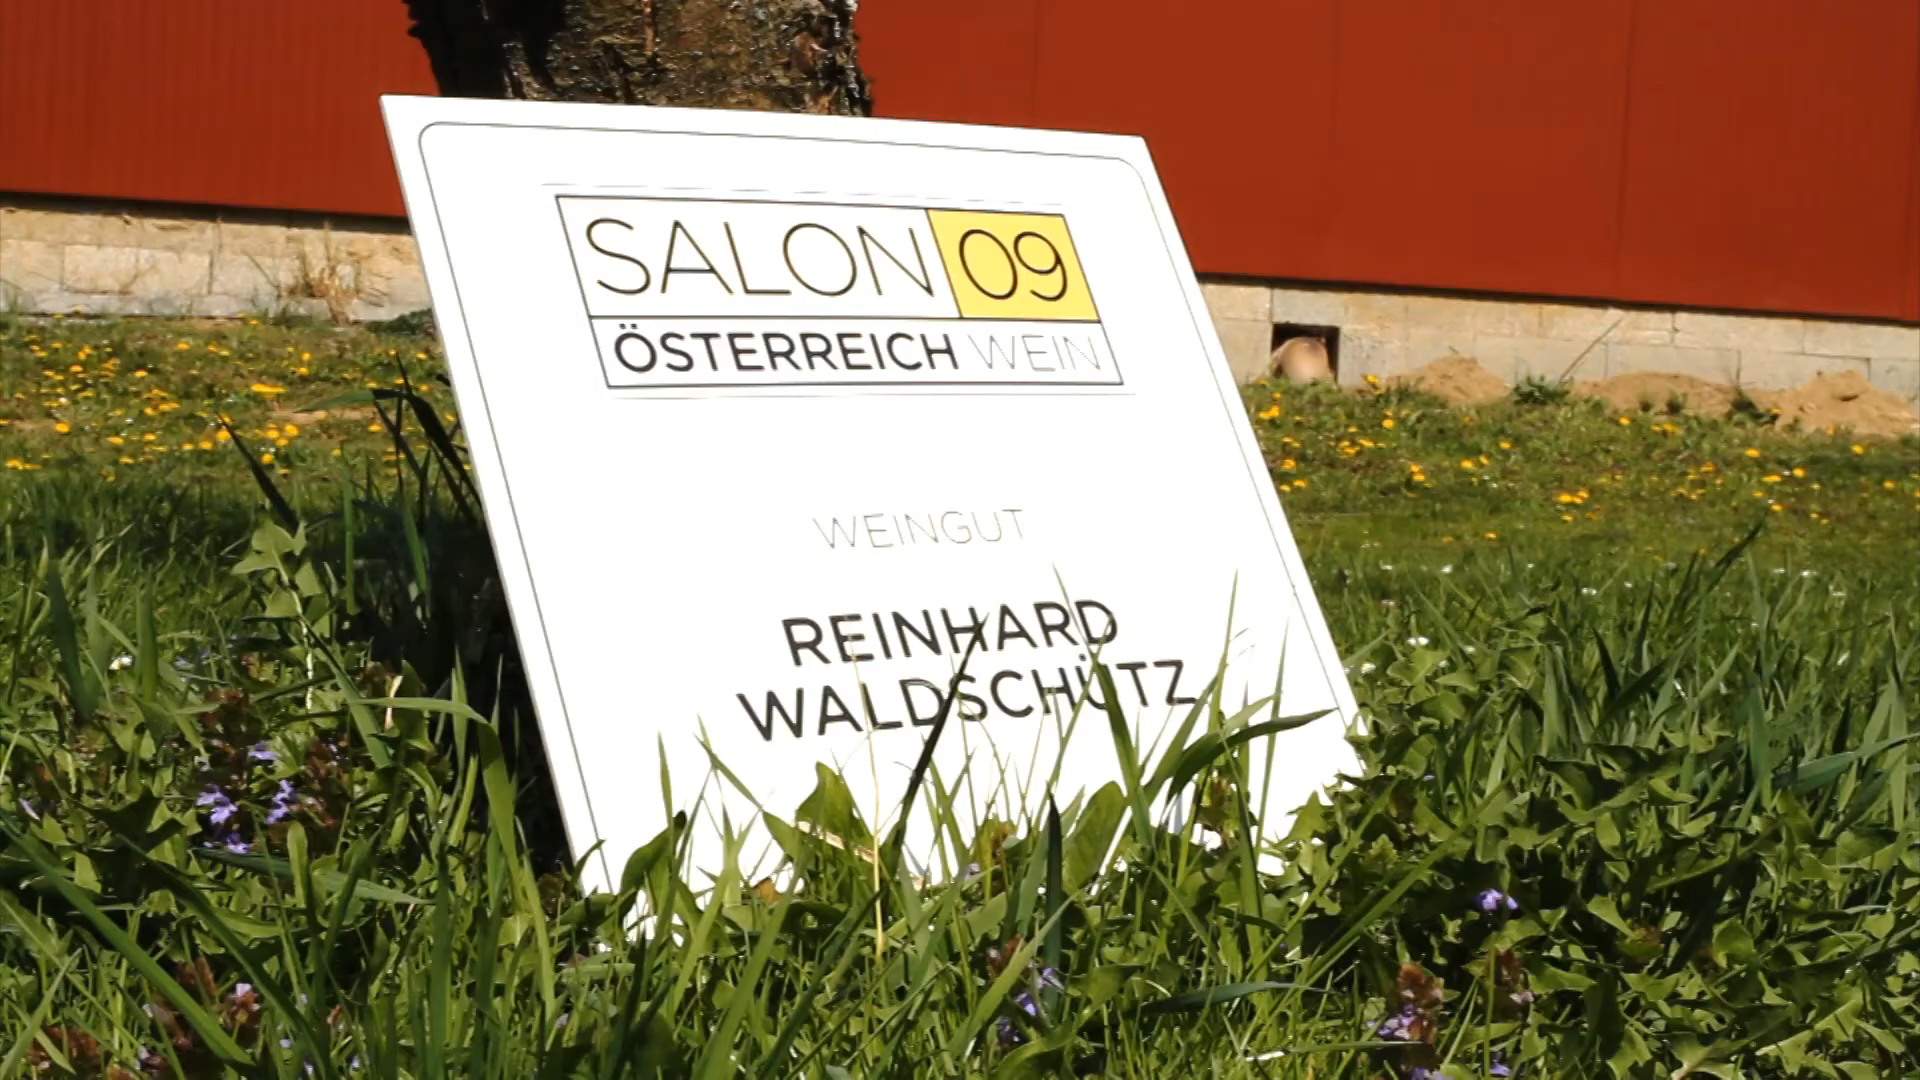 SALON 09
ÖSTERREICH WEIN
WEINGUT
REINHARD
WALDSCHÜTZ